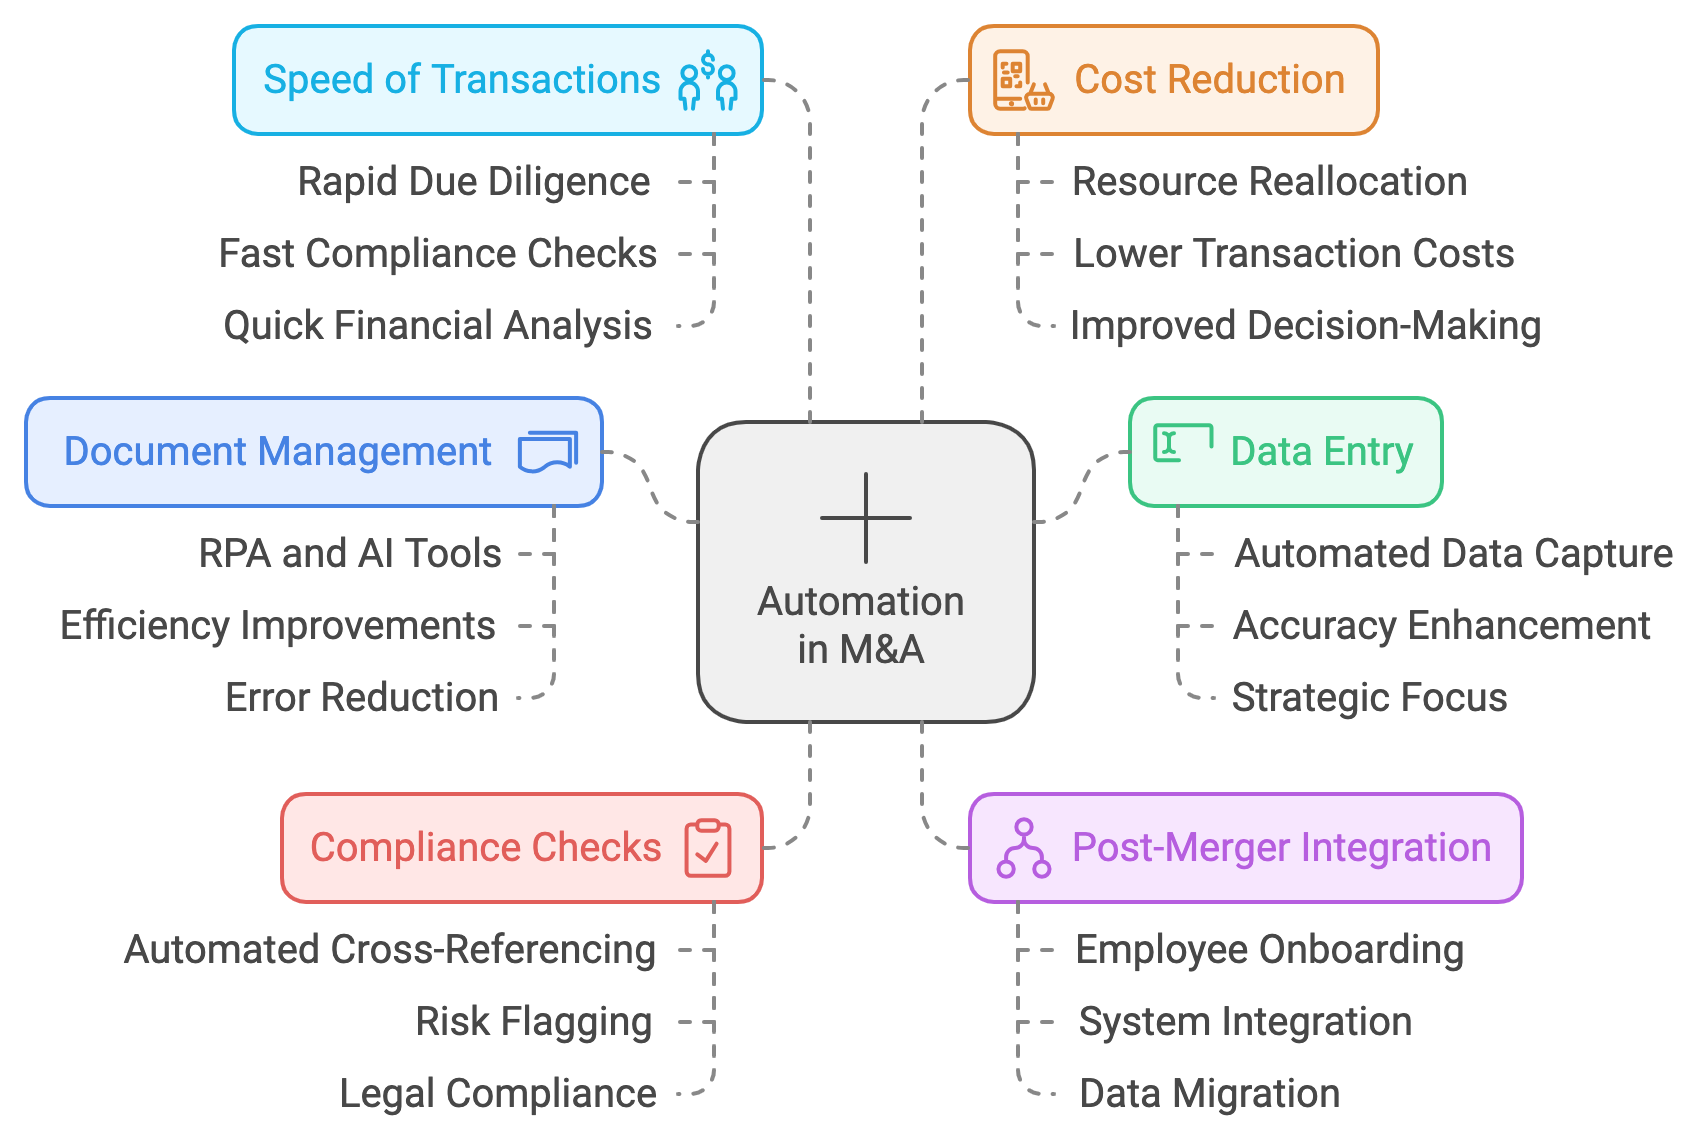 Speed of Transactions
Rapid Due Diligence
Fast Compliance Checks
Quick Financial Analysis
Cost Reduction
Resource Reallocation
Lower Transaction Costs
Improved Decision-Making
Document Management
RPA and AI Tools
Efficiency Improvements
Error Reduction
Automation
in M&A
Data Entry
Automated Data Capture
Accuracy Enhancement
Strategic Focus
Compliance Checks
Automated Cross-Referencing
Risk Flagging
Legal Compliance
Post-Merger Integration
Employee Onboarding
System Integration
Data Migration